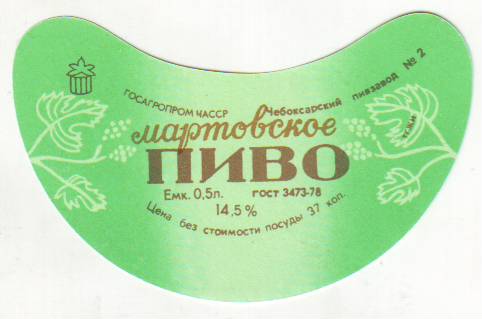 ГОСАГРОПРОМ ЧАССР Чебоксарский пивзавод № 2
мартовское
ПИВО
Емк. 0,5л. ГОСТ 3473-78
14,5 %
Цена без стоимости посуды 37 коп.